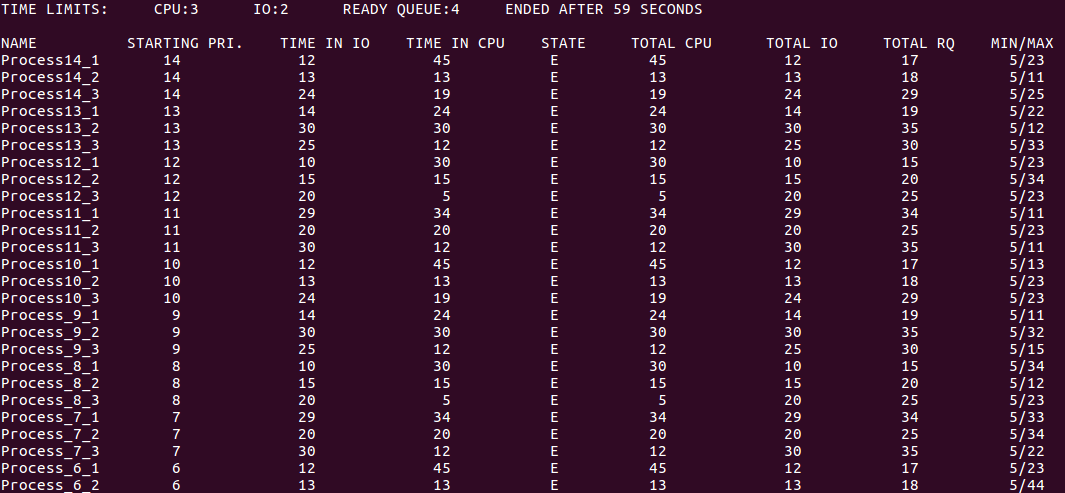 TIME LIMITS: CPU:3 IO:2 READY QUEUE:4 ENDED AFTER 59 SECONDS
NAME STARTING PRI. TIME IN IO TIME IN CPU STATE TOTAL CPU TOTAL IO TOTAL RQ MIN/MAX
Process14_1 14 12 45 E 45 12 17 5/23
Process14_2 14 13 13 E 13 13 18 5/11
Process14_3 14 24 19 E 19 24 29 5/25
Process13_1 13 14 24 E 24 14 19 5/22
Process13_2 13 30 30 E 30 30 35 5/12
Process13_3 13 25 12 E 12 25 30 5/33
Process12_1 12 10 30 E 30 10 15 5/23
Process12_2 12 15 15 E 15 15 20 5/34
Process12_3 12 20 5 E 5 20 25 5/23
Process11_1 11 29 34 E 34 29 34 5/11
Process11_2 11 20 20 E 20 20 25 5/23
Process11_3 11 30 12 E 12 30 35 5/11
Process10_1 10 12 45 E 45 12 17 5/13
Process10_2 10 13 13 E 13 13 18 5/23
Process10_3 10 24 19 E 19 24 29 5/23
Process_9_1 9 14 24 E 24 14 19 5/11
Process_9_2 9 30 30 E 30 30 35 5/32
Process_9_3 9 25 12 E 12 25 30 5/15
Process_8_1 8 10 30 E 30 10 15 5/34
Process_8_2 8 15 15 E 15 15 20 5/12
Process_8_3 8 20 5 E 5 20 25 5/23
Process_7_1 7 29 34 E 34 29 34 5/33
Process_7_2 7 20 20 E 20 20 25 5/34
Process_7_3 7 30 12 E 12 30 35 5/22
Process_6_1 6 12 45 E 45 12 17 5/23
Process_6_2 6 13 13 E 13 13 18 5/44